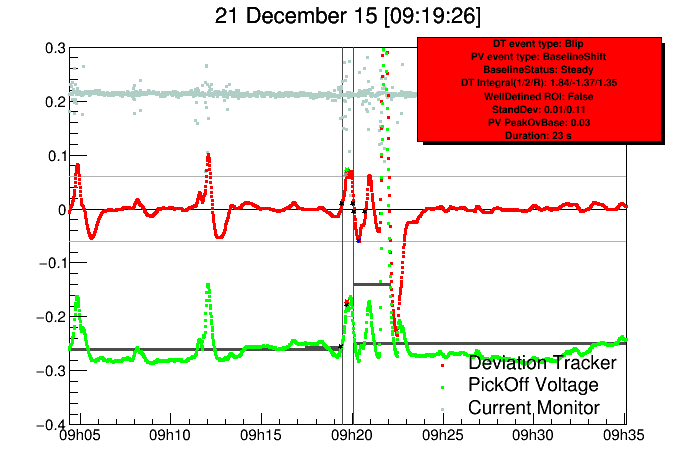 21 December 15 [09:19:26]
DT event type: Blip
PV event type: BaselineShift
BaselineStatus: Steady
DT Integral(1/2/R): 1.84/-1.37/1.35
WellDefined ROI: False
StandDev: 0.01/0.11
PV PeakOvBase: 0.03
Duration: 23 s
0.3
0.2
0.1
0
−0.1
−0.2
−0.3
−0.4
Deviation Tracker
PickOff Voltage
Current Monitor
09h05 09h10 09h15 09h20 09h25 09h30 09h35